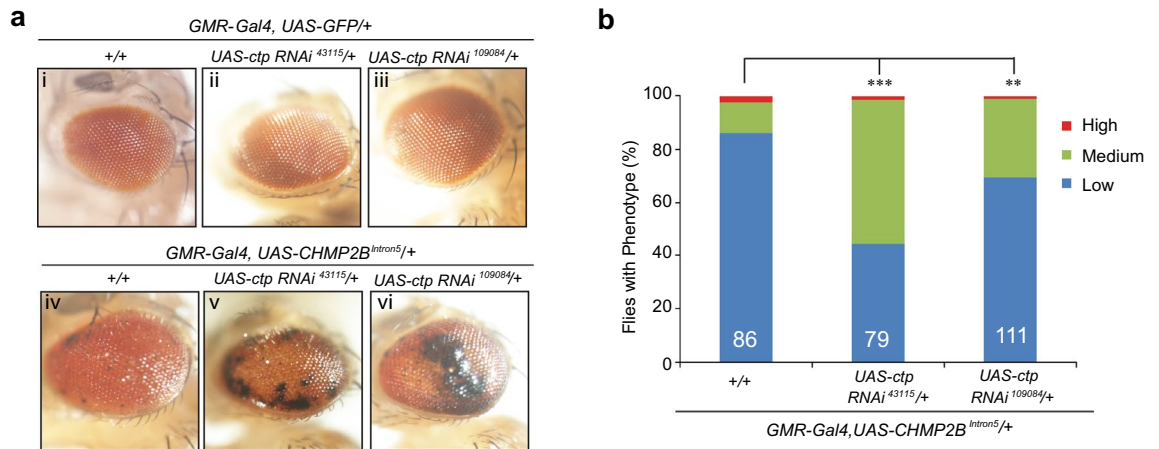 a
GMR-Gal4, UAS-GFP/+
+/+ UAS-ctp RNAi 43115/+ UAS-ctp RNAi 109084/+
i ii iii
GMR-Gal4, UAS-CHMP2B Intron5/+
+/+ UAS-ctp RNAi 43115/+ UAS-ctp RNAi 109084/+
iv v vi
b
*** **
Flies with Phenotype (%)
100
80
60
40
20
0
High
Medium
Low
86 79 111
+/+ UAS-ctp RNAi 43115/+ UAS-ctp RNAi 109084/+
GMR-Gal4,UAS-CHMP2B Intron5/+